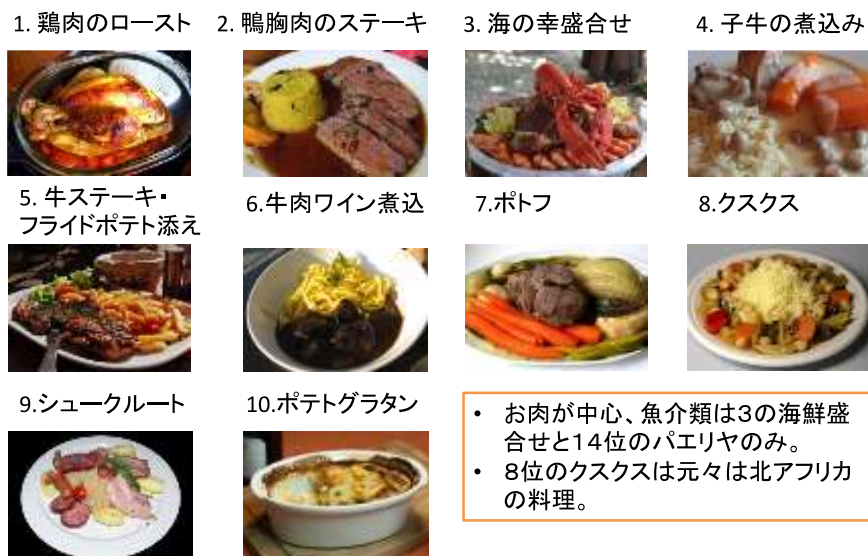 1. 鶏肉のロースト
2. 鴨胸肉のステーキ
3. 海の幸盛合せ
4. 子牛の煮込み
5. 牛ステーキ・
フライドポテト添え
6.牛肉ワイン煮込
7.ポトフ
8.クスクス
9.シュークルート
10.ポテトグラタン
• お肉が中心、魚介類は３の海鮮盛
合せと１４位のパエリヤのみ。
• ８位のクスクスは元々は北アフリカ
の料理。